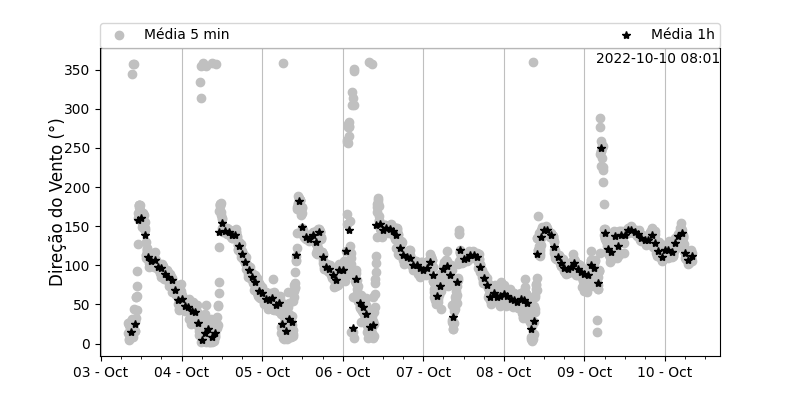 Média 5 min
Média 1h
2022-10-10 08:01
Direção do Vento (°)
350
300
250
200
150
100
50
0
03 - Oct
04 - Oct
05 - Oct
06 - Oct
07 - Oct
08 - Oct
09 - Oct
10 - Oct